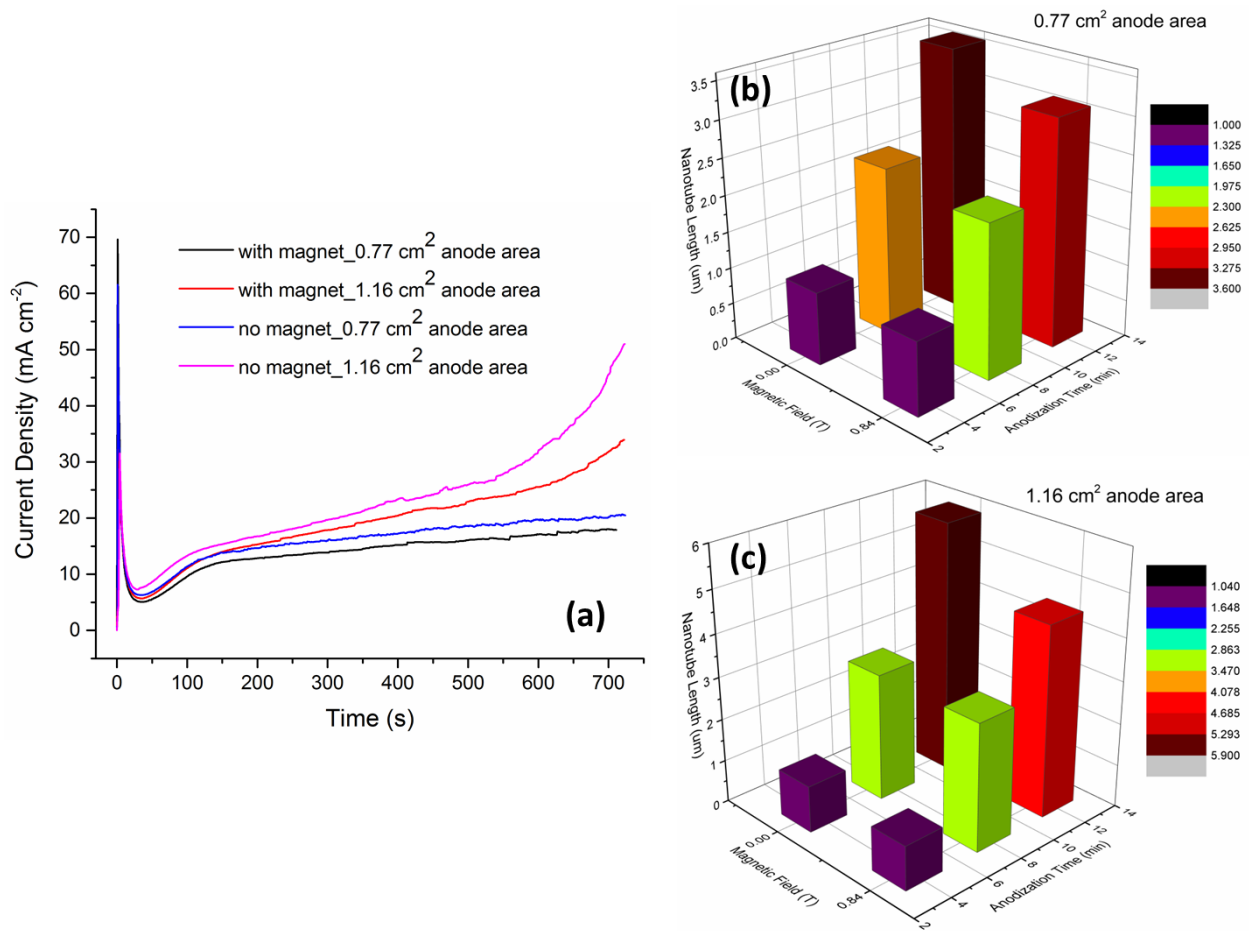 70
60
50
40
30
20
10
0
Current Density (mA cm-2)
with magnet_0.77 cm2 anode area
with magnet_1.16 cm2 anode area
no magnet_0.77 cm2 anode area
no magnet_1.16 cm2 anode area
(a)
0 100 200 300 400 500 600 700
Time (s)
0.77 cm2 anode area
(b)
3.5
3.0
2.5
2.0
1.5
1.0
0.5
0.0
Nanotube Length (um)
0.00
0.84
Magnetic Field (T)
2 4 6 8 10 12 14
Anodization Time (min)
1.000
1.325
1.650
1.975
2.300
2.625
2.950
3.275
3.600
1.16 cm2 anode area
(c)
6
5
4
3
2
1
0
Nanotube Length (um)
0.00
0.84
Magnetic Field (T)
2 4 6 8 10 12 14
Anodization Time (min)
1.040
1.648
2.255
2.863
3.470
4.078
4.685
5.293
5.900